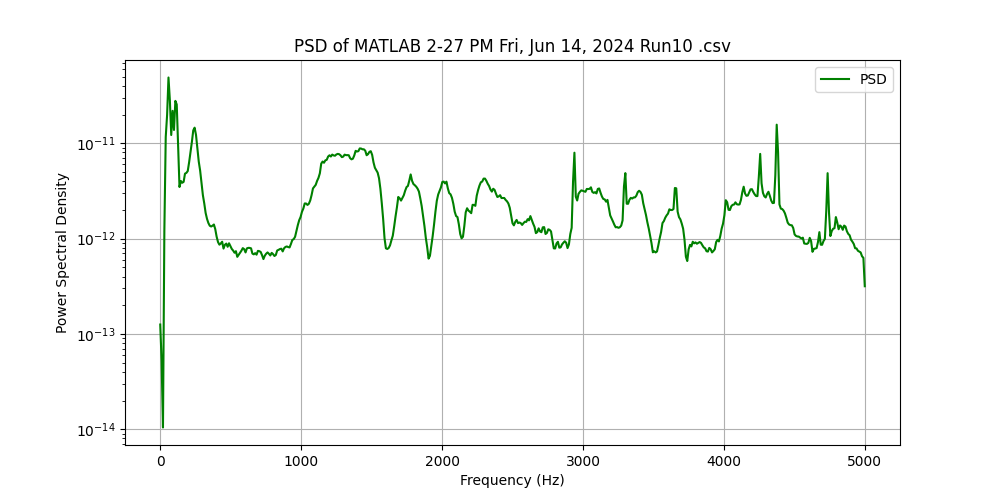 PSD of MATLAB 2-27 PM Fri, Jun 14, 2024 Run10 .csv
PSD
Power Spectral Density
10⁻¹¹
10⁻¹²
10⁻¹³
10⁻¹⁴
0 1000 2000 3000 4000 5000
Frequency (Hz)